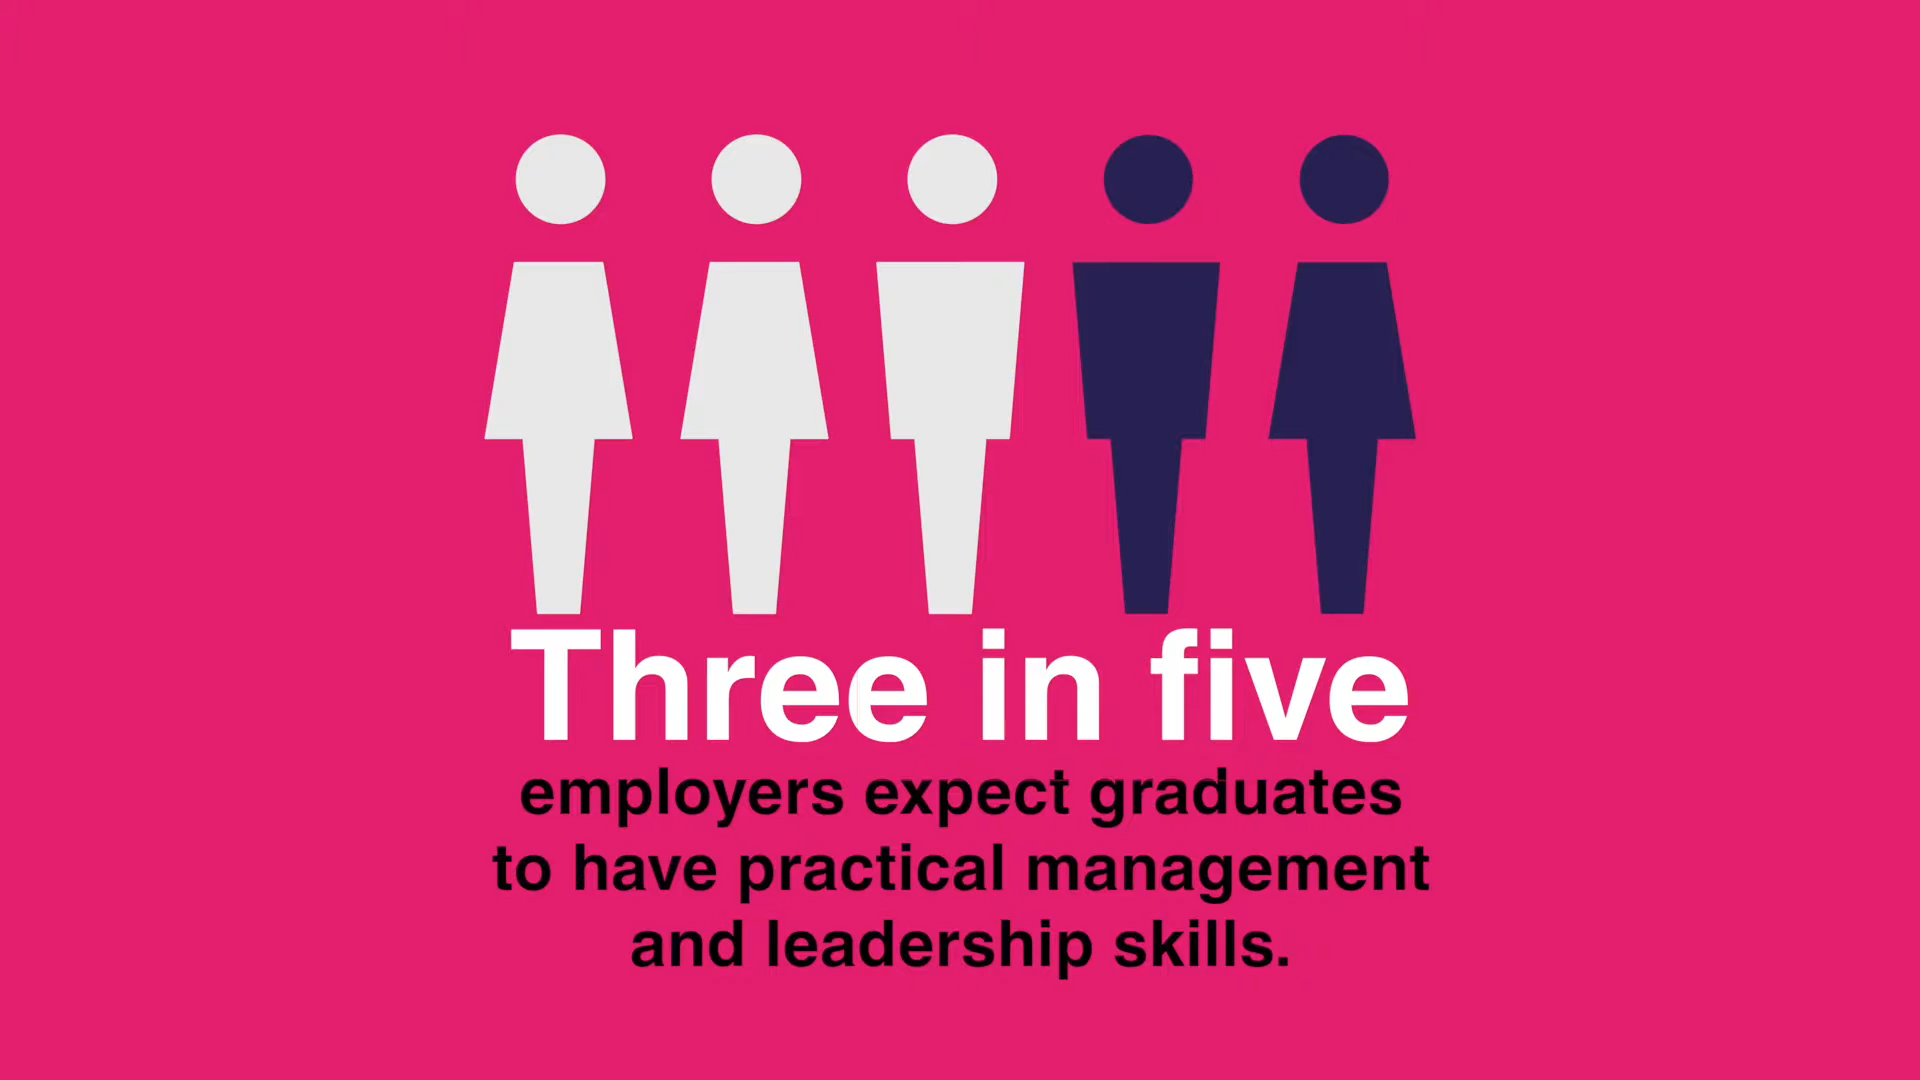 Three in five
employers expect graduates
to have practical management
and leadership skills.